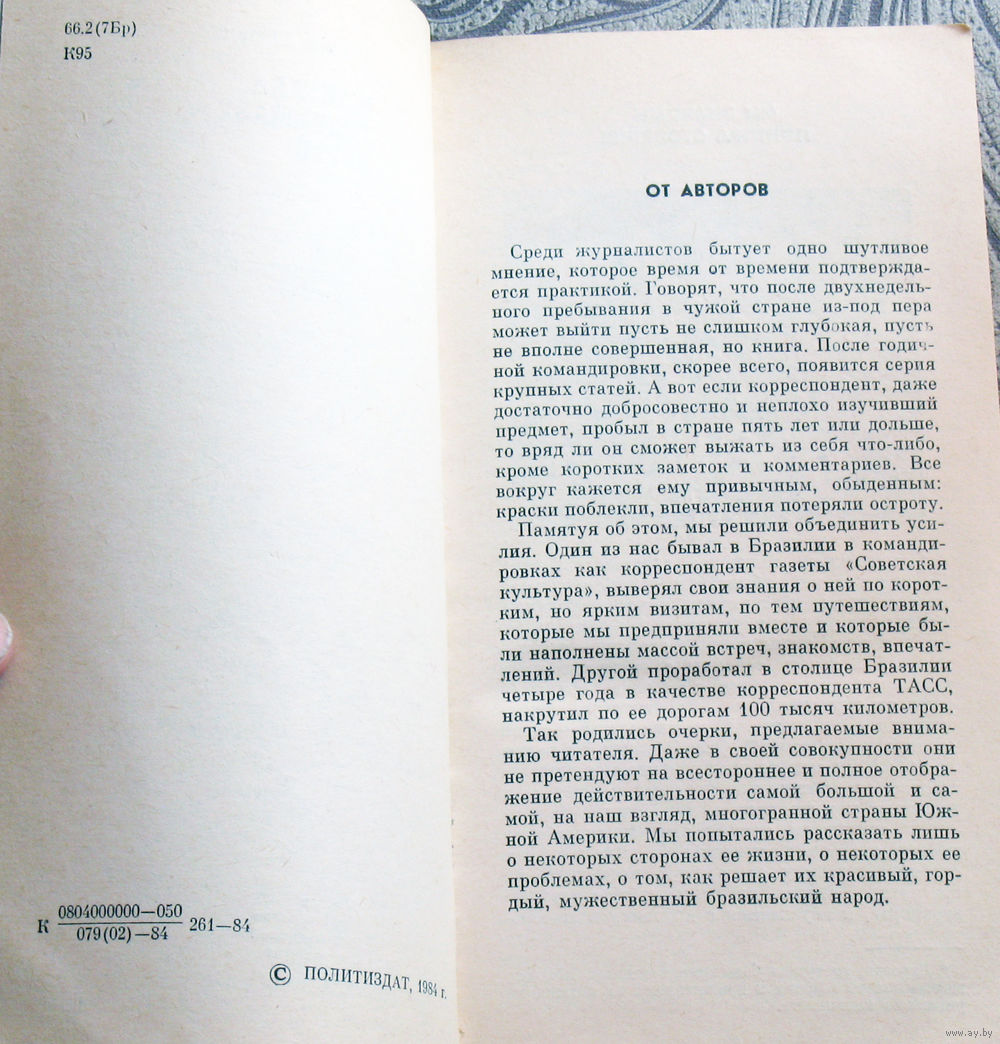 66.2(7Бр)
К95
К 0804000000—050
079(02)—84 261—84
© ПОЛИТИЗДАТ, 1984 г.
ОТ АВТОРОВ
Среди журналистов бытует одно шутливое
мнение, которое время от времени подтвержда-
ется практикой. Говорят, что после двухнедель-
ного пребывания в чужой стране из-под пера
может выйти пусть не слишком глубокая, пусть
не вполне совершенная, но книга. После годич-
ной командировки, скорее всего, появится серия
крупных статей. А вот если корреспондент, даже
достаточно добросовестно и неплохо изучивший
предмет, пробыл в стране пять лет или дольше,
то вряд ли он сможет выжать из себя что-либо,
кроме коротких заметок и комментариев. Все
вокруг кажется ему привычным, обыденным:
краски поблекли, впечатления потеряли остроту.
Памятуя об этом, мы решили объединить уси-
лия. Один из нас бывал в Бразилии в команди-
ровках как корреспондент газеты «Советская
культура», выверял свои знания о ней по корот-
ким, но ярким визитам, по тем путешествиям,
которые мы предприняли вместе и которые бы-
ли наполнены массой встреч, знакомств, впечат-
лений. Другой проработал в столице Бразилии
четыре года в качестве корреспондента ТАСС,
накрутил по ее дорогам 100 тысяч километров.
Так родились очерки, предлагаемые внима-
нию читателя. Даже в своей совокупности они
не претендуют на всестороннее и полное отобра-
жение действительности самой большой и са-
мой, на наш взгляд, многогранной страны Юж-
ной Америки. Мы попытались рассказать лишь
о некоторых сторонах ее жизни, о некоторых ее
проблемах, о том, как решает их красивый, гор-
дый, мужественный бразильский народ.
www.ay.by